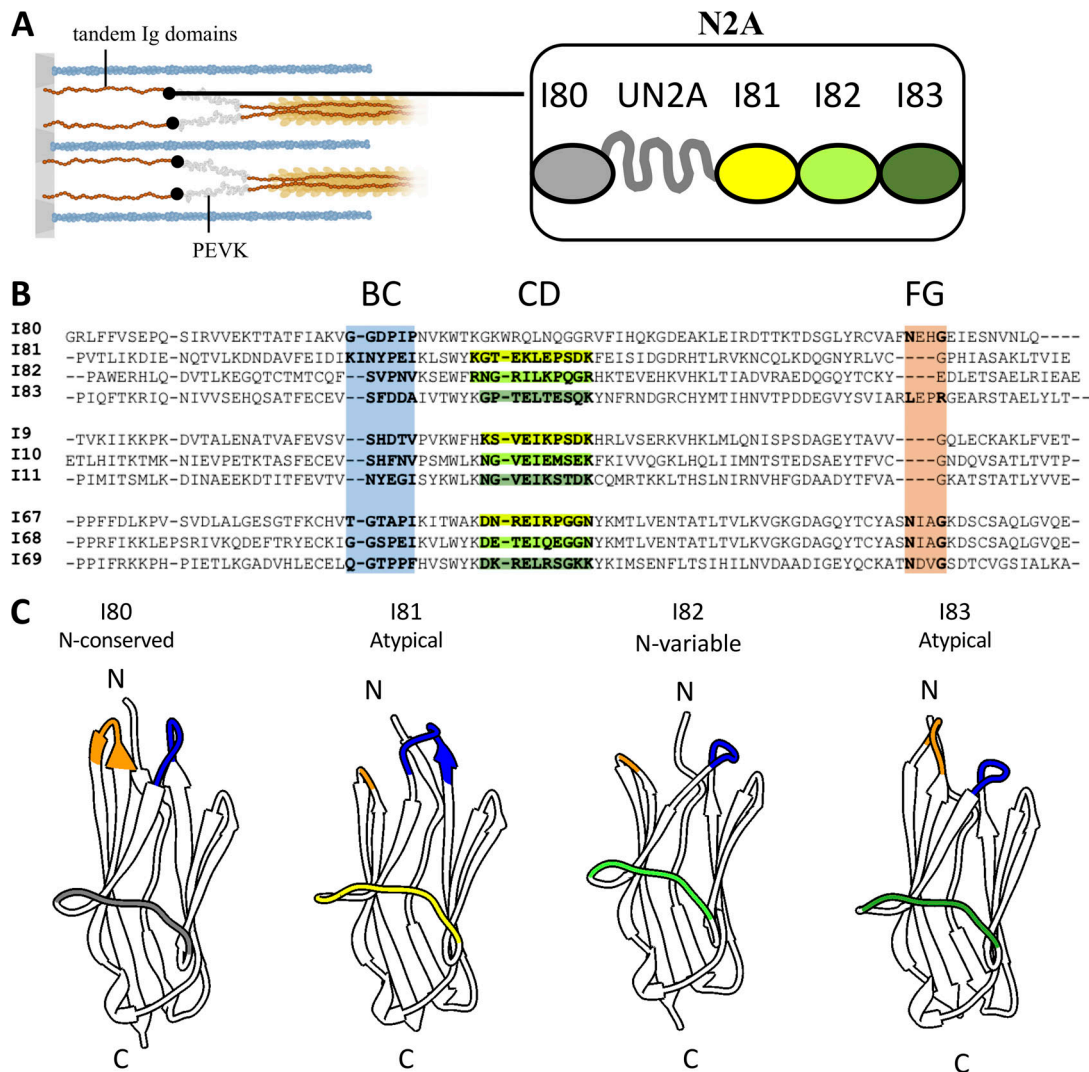 A
tandem Ig domains
PEVK
N2A
I80 UN2A I81 I82 I83
B
BC CD FG
I80 GRLFFVSEPQ-SIRVVEKTTATFIAKVG-GDPIPNVKWTKGKWRQLNQGGRVFIHQKGDEAKLEIRDTTKTDSGLYRCVAFNEHGEIESNVNLQ----
I81 -PVTLIKDIE-NQTVLKDNDAVFEIDIKINYPEIKLSWYKGT-EKLEPSDKFEISIDGDRHTLRVKNCQLKDQGNYRLVC----GPHIASAKLTVIE
I82 --PAWERHLQ-DVTLKEGQTCTMTCQF--SVPNVKSEWFRNG-RILKPQGRHKTEVEHKVHKLTIADVRAEDQGQYTCKY----EDLETSAELRIEAE
I83 -PIQFTKRIQ-NIVVSEHQSATFECEV--SFDDAIVTWYKGP-TELTESQKYNFRNDGRCHYMTIHNVTPDDEGVYSVIARLEPRGEARSTAELYLT--
I9 -TVKIIKKPK-DVTALENATVAFEVSV--SHDTVPVKWFHKS-VEIKPSDKHRLVSERKVHKLMLQNISPSDAGEYTAVV----GQLECKAKLFVET-
I10 ETLHITKTMK-NIEVPETKTASFECEV--SHFNVPSMWLKNG-VEIEMSEKFKIVVQGKLHQLIIMNTSTEDSAEYTFVC----GNDQVSATLTVTP-
I11 -PIMITSMLK-DINAEEKDTITFEVTV--NYEGISYKWLKNG-VEIKSTDKCQMRTKKLTHSLNIRNVHFGDAADYTFVA----GKATSTATLYVVE-
I67 -PPFFDLKPV-SVDLALGESGTFKCHVT-GTAPIKITWAKDN-REIRPGGNYKMTLVENTATLTVLKVGKGDAGQYTCYASNIAGKDSCSAQLGVQE-
I68 -PPRFIKKLEPSRIVKQDEFTRYECKIG-GSPEIKVLWYKDE-TEIQEGGNYKMTLVENTATLTVLKVGKGDAGQYTCYASNIAGKDSCSAQLGVQE-
I69 -PPIFRKKPH-PIETLKGADVHLECELQ-GTPPFHVSWYKDK-RELRSGKKYKIMSENFLTSIHILNVDAADIGEYQCKATNDVGSDTCVGSIALKA-
C
I80 I81 I82 I83
N-conserved Atypical N-variable Atypical
N N N N
C C C C